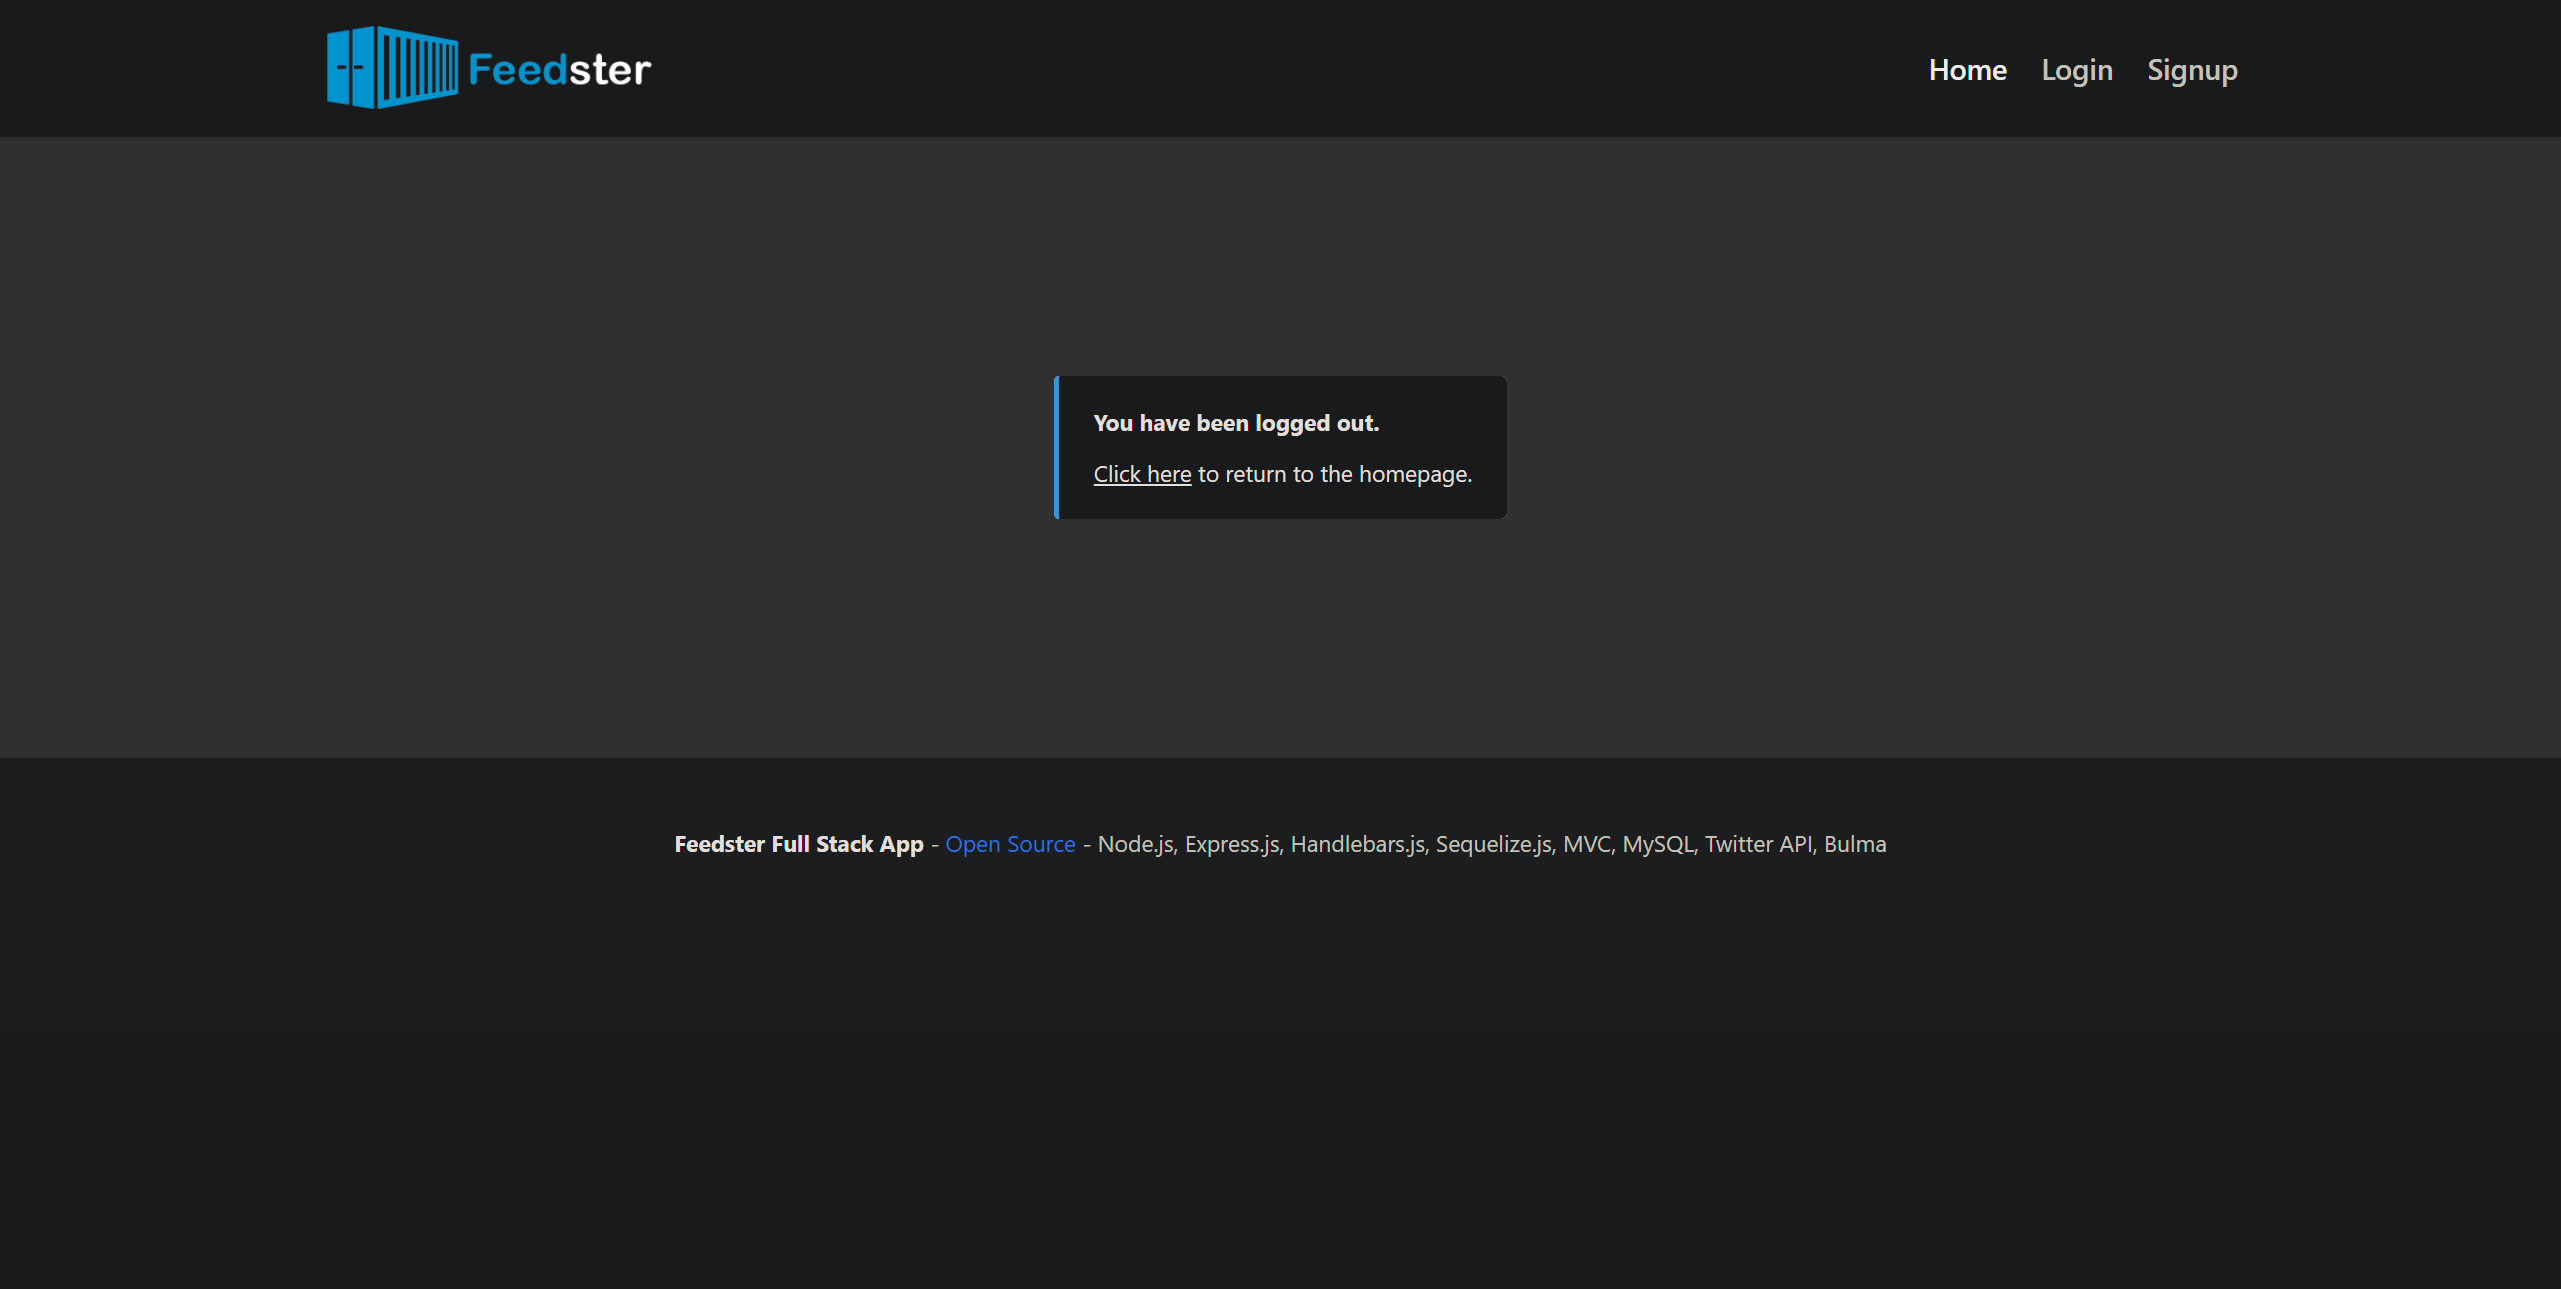 Feedster
Home Login Signup
You have been logged out.
Click here to return to the homepage.
Feedster Full Stack App - Open Source - Node.js, Express.js, Handlebars.js, Sequelize.js, MVC, MySQL, Twitter API, Bulma